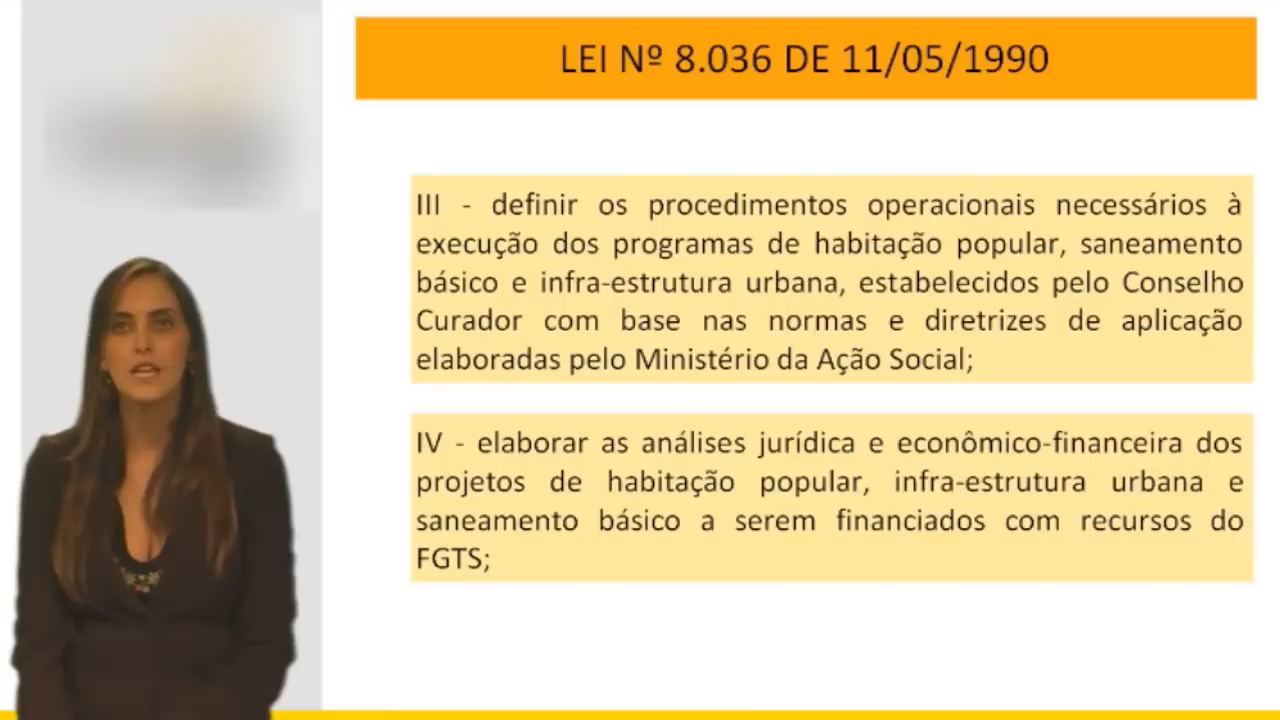 LEI Nº 8.036 DE 11/05/1990
III - definir os procedimentos operacionais necessários à
execução dos programas de habitação popular, saneamento
básico e infra-estrutura urbana, estabelecidos pelo Conselho
Curador com base nas normas e diretrizes de aplicação
elaboradas pelo Ministério da Ação Social;
IV - elaborar as análises jurídica e econômico-financeira dos
projetos de habitação popular, infra-estrutura urbana e
saneamento básico a serem financiados com recursos do
FGTS;